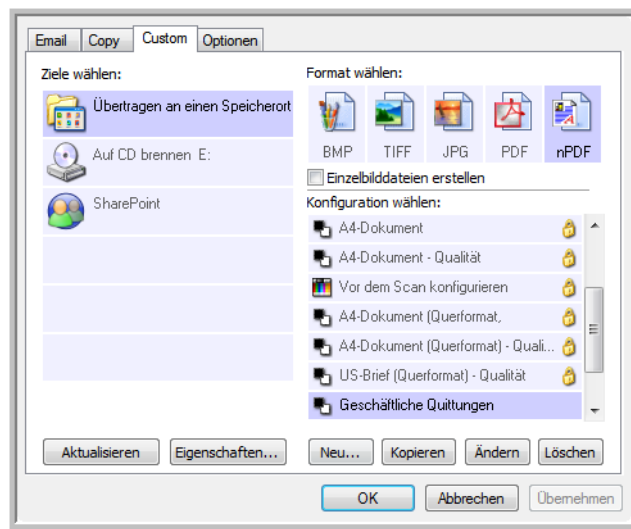 Email Copy Custom Optionen
Ziele wählen:
Übertragen an einen Speicherort
Auf CD brennen E:
SharePoint
Format wählen:
BMP TIFF JPG PDF nPDF
Einzelbilddateien erstellen
Konfiguration wählen:
A4-Dokument
A4-Dokument - Qualität
Vor dem Scan konfigurieren
A4-Dokument (Querformat,
A4-Dokument (Querformat) - Quali...
US-Brief (Querformat) - Qualität
Geschäftliche Quittungen
Aktualisieren Eigenschaften... Neu... Kopieren Ändern Löschen
OK Abbrechen Übernehmen